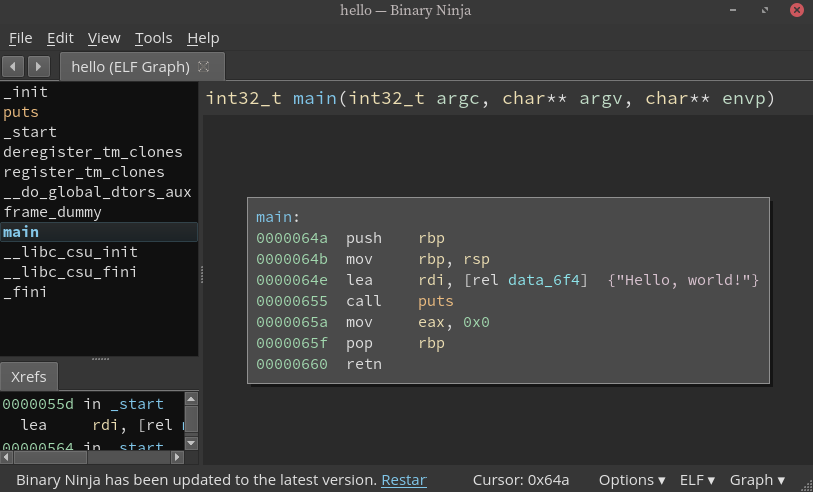 hello — Binary Ninja
File Edit View Tools Help
hello (ELF Graph)
_init
puts
_start
deregister_tm_clones
register_tm_clones
__do_global_dtors_aux
frame_dummy
main
__libc_csu_init
__libc_csu_fini
_fini
Xrefs
0000055d in _start
lea rdi, [rel
00000564 in _start
int32_t main(int32_t argc, char** argv, char** envp)
main:
0000064a push rbp
0000064b mov rbp, rsp
0000064e lea rdi, [rel data_6f4] {"Hello, world!"}
00000655 call puts
0000065a mov eax, 0x0
0000065f pop rbp
00000660 retn
Binary Ninja has been updated to the latest version. Restar
Cursor: 0x64a Options ▾ ELF ▾ Graph ▾